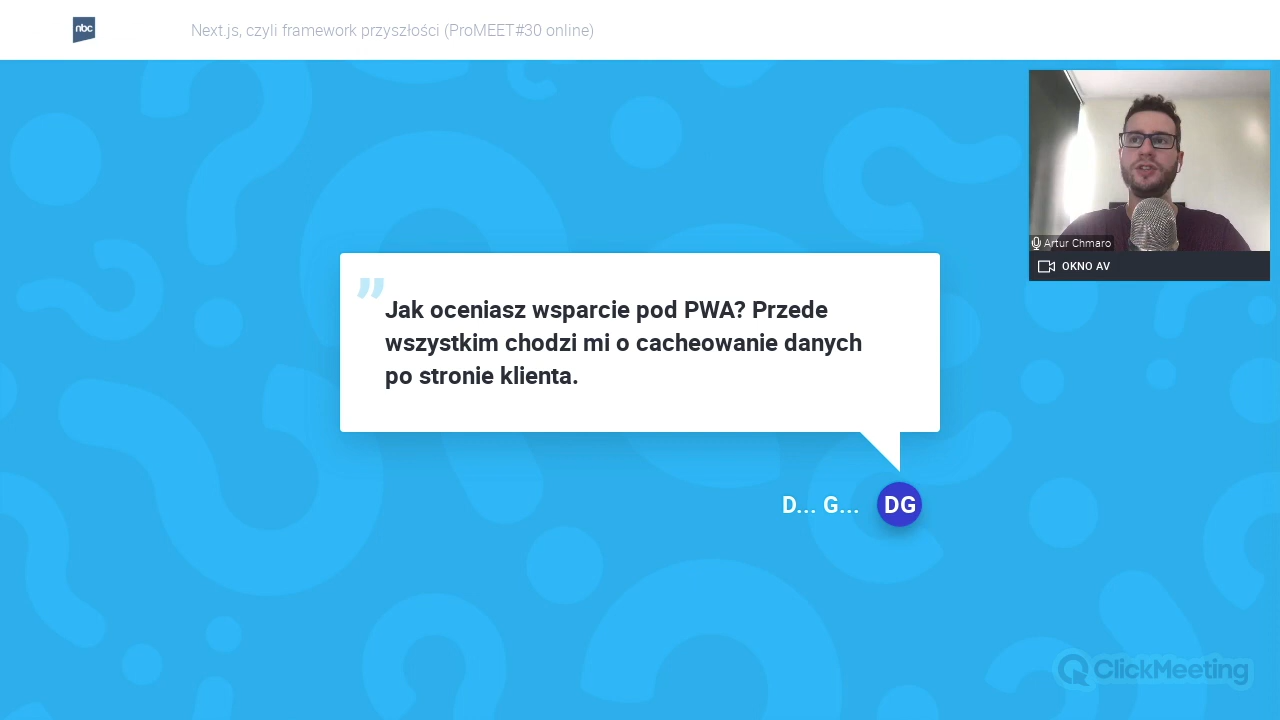 nbc
Next.js, czyli framework przyszłości (ProMEET#30 online)
Artur Chmaro
OKNO AV
” Jak oceniasz wsparcie pod PWA? Przede
wszystkim chodzi mi o cacheowanie danych
po stronie klienta.
D... G... DG
ClickMeeting